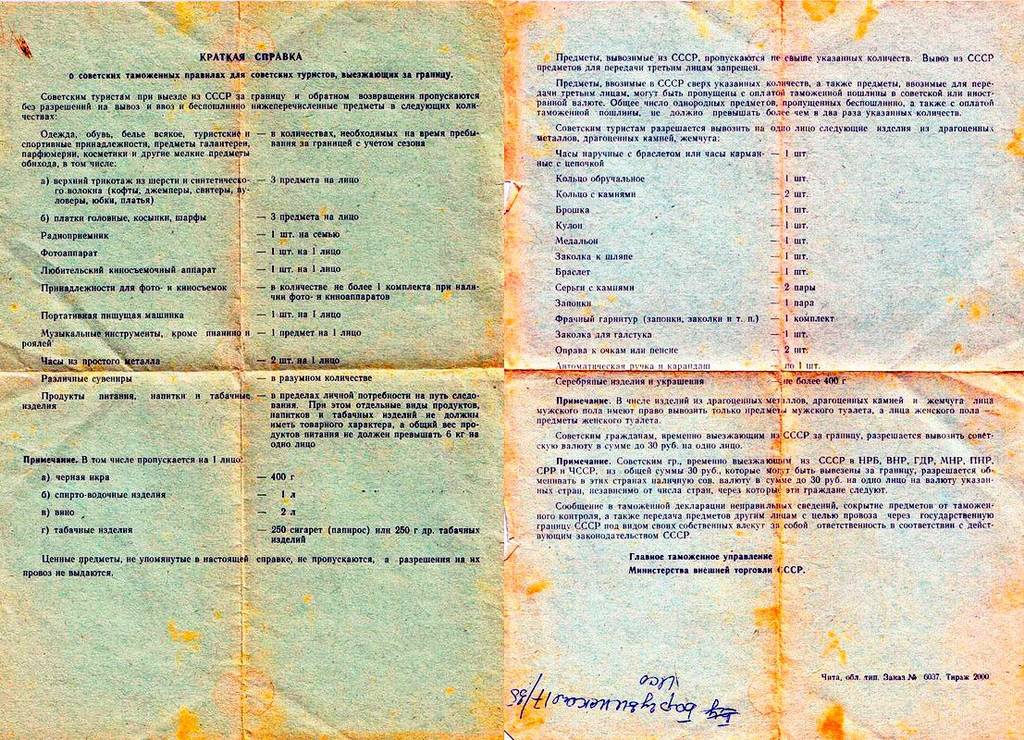 КРАТКАЯ СПРАВКА
о советских таможенных правилах для советских туристов, выезжающих за границу.
Советским туристам при выезде из СССР за границу и обратном возвращении пропускаются
без разрешений на вывоз и ввоз и беспошлинно нижеперечисленные предметы в следующих коли-
чествах:
Одежда, обувь, белье всякое, туристские и — в количествах, необходимых на время пребы-
спортивные принадлежности, предметы галантереи, вания за границей с учетом сезона
парфюмерии, косметики и другие мелкие предметы
обихода, в том числе:
а) верхний трикотаж из шерсти и синтетическо- — 3 предмета на лицо
го волокна (кофты, джемперы, свитеры, пу-
ловеры, юбки, платья)
б) платки головные, косынки, шарфы — 3 предмета на лицо
Радиоприемник — 1 шт. на семью
Фотоаппарат — 1 шт. на 1 лицо
Любительский киносъемочный аппарат — 1 шт. на 1 лицо
Принадлежности для фото- и киносъемок — в количестве не более 1 комплекта при нали-
чии фото- и киноаппаратов
Портативная пишущая машинка — 1 шт. на 1 лицо
Музыкальные инструменты, кроме пианино и — 1 предмет на 1 лицо
роялей
Часы из простого металла — 2 шт. на 1 лицо
Различные сувениры — в разумном количестве
Продукты питания, напитки и табачные — в пределах личной потребности на путь следо-
изделия вания. При этом отдельные виды продуктов,
напитков и табачных изделий не должны
иметь товарного характера, а общий вес про-
дуктов питания не должен превышать 6 кг на
одно лицо
Примечание. В том числе пропускается на 1 лицо:
а) черная икра — 400 г
б) спирто-водочные изделия — 1 л
в) вино — 2 л
г) табачные изделия 250 сигарет (папирос) или 250 г др. табачных
изделий
Ценные предметы, не упомянутые в настоящей справке, не пропускаются, а разрешения на их
провоз не выдаются.
Предметы, вывозимые из СССР, пропускаются не свыше указанных количеств. Вывоз из СССР
предметов для передачи третьим лицам запрещен.
Предметы, ввозимые в СССР сверх указанных количеств, а также предметы, ввозимые для пере-
дачи третьим лицам, могут быть пропущены с оплатой таможенной пошлины в советской или иност-
ранной валюте. Общее число однородных предметов, пропущенных беспошлинно, а также с оплатой
таможенной пошлины, не должно превышать более чем в два раза указанных количеств.
Советским туристам разрешается вывозить на одно лицо следующие изделия из драгоценных
металлов, драгоценных камней, жемчуга:
Часы наручные с браслетом или часы карман- — 1 шт.
ные с цепочкой
Кольцо обручальное — 1 шт.
Кольцо с камнями — 2 шт.
Брошка — 1 шт.
Кулон — 1 шт.
Медальон — 1 шт.
Заколка к шляпе — 1 шт.
Браслет — 1 шт.
Серьги с камнями — 2 пары
Запонки — 1 пара
Фрачный гарнитур (запонки, заколки и т. п.) — 1 комплект
Заколка для галстука — 1 шт.
Оправа к очкам или пенсне — 2 шт.
Автоматическая ручка и карандаш — по 1 шт.
Серебряные изделия и украшения не более 400 г
Примечание. В числе изделий из драгоценных металлов, драгоценных камней и жемчуга лица
мужского пола имеют право вывозить только предметы мужского туалета, а лица женского пола —
предметы женского туалета.
Советским гражданам, временно выезжающим из СССР за границу, разрешается вывозить совет-
скую валюту в сумме до 30 руб. на одно лицо.
Примечание. Советским гр., временно выезжающим из СССР в НРБ, ВНР, ГДР, МНР, ПНР,
СРР и ЧССР, из общей суммы 30 руб., которые могут быть вывезены за границу, разрешается об-
менивать в этих странах наличную сов. валюту в сумме до 30 руб. на одно лицо на валюту указан-
ных стран, независимо от числа стран, через которые эти граждане следуют.
Сообщение в таможенной декларации неправильных сведений, сокрытие предметов от таможен-
ного контроля, а также передача предметов другим лицам с целью провоза через государственную
границу СССР под видом своих собственных влекут за собой ответственность в соответствии с дейст-
вующим законодательством СССР.
Главное таможенное управление
Министерства внешней торговли СССР.
Чита, обл. тип. Заказ № 6037. Тираж 2000